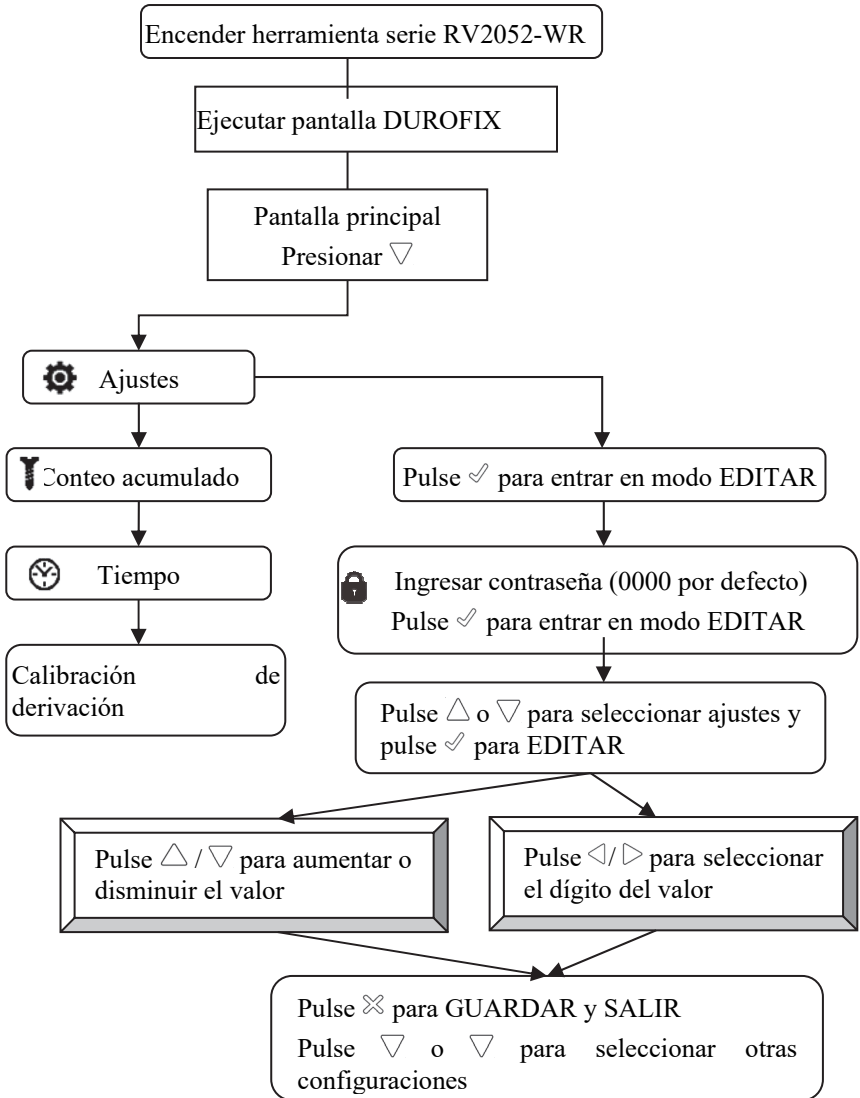 Encender herramienta serie RV2052-WR
Ejecutar pantalla DUROFIX
Pantalla principal
Presionar ▽
Ajustes
Conteo acumulado
Pulse ✓ para entrar en modo EDITAR
Tiempo
Ingresar contraseña (0000 por defecto)
Pulse ✓ para entrar en modo EDITAR
Calibración de
derivación
Pulse △ o ▽ para seleccionar ajustes y
pulse ✓ para EDITAR
Pulse △ / ▽ para aumentar o
disminuir el valor
Pulse ◁ / ▷ para seleccionar
el dígito del valor
Pulse ✕ para GUARDAR y SALIR
Pulse ▽ o ▽ para seleccionar otras
configuraciones